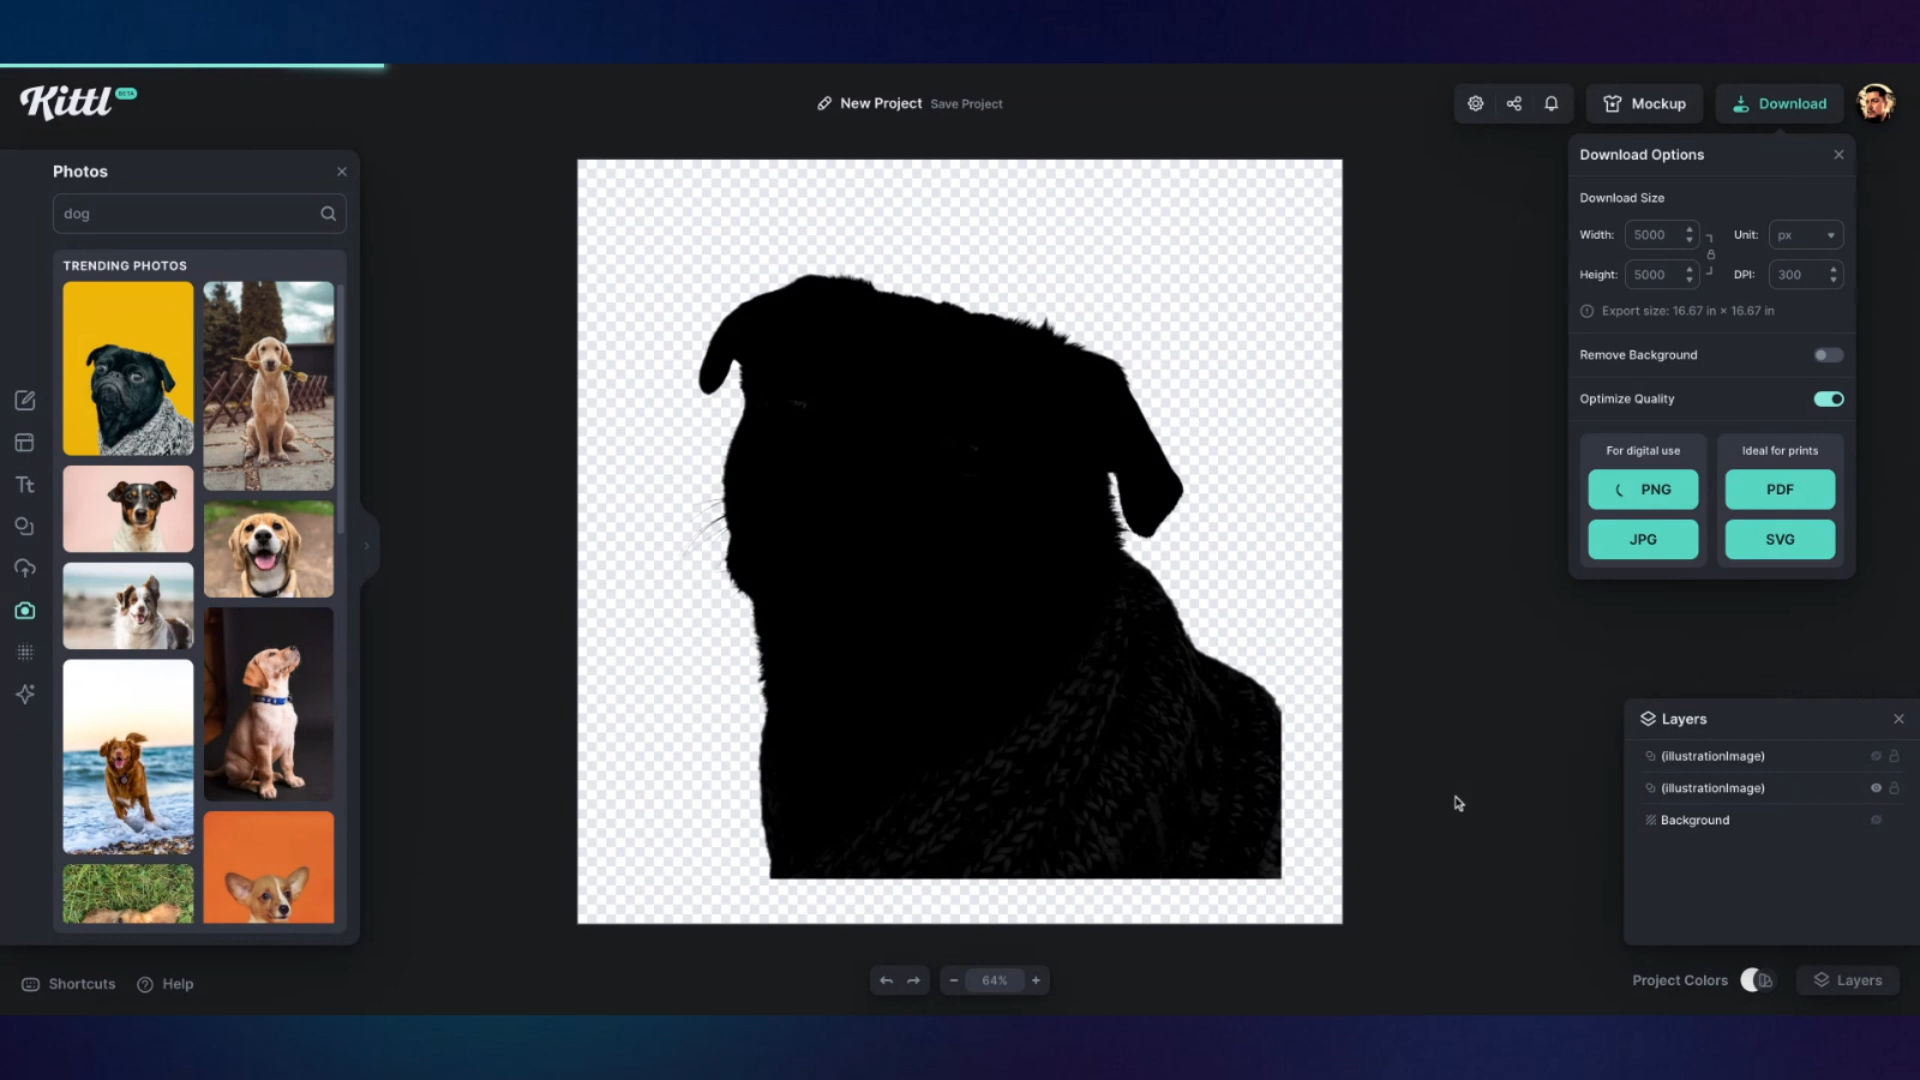 Kittl BETA
New Project Save Project
Mockup
Download
Photos
dog
TRENDING PHOTOS
Download Options
Download Size
Width: 5000 Unit: px
Height: 5000 DPI: 300
Export size: 16.67 in × 16.67 in
Remove Background
Optimize Quality
For digital use Ideal for prints
PNG PDF
JPG SVG
Tt
Layers
(illustrationImage)
(illustrationImage)
Background
Shortcuts ? Help
− 64% +
Project Colors Layers